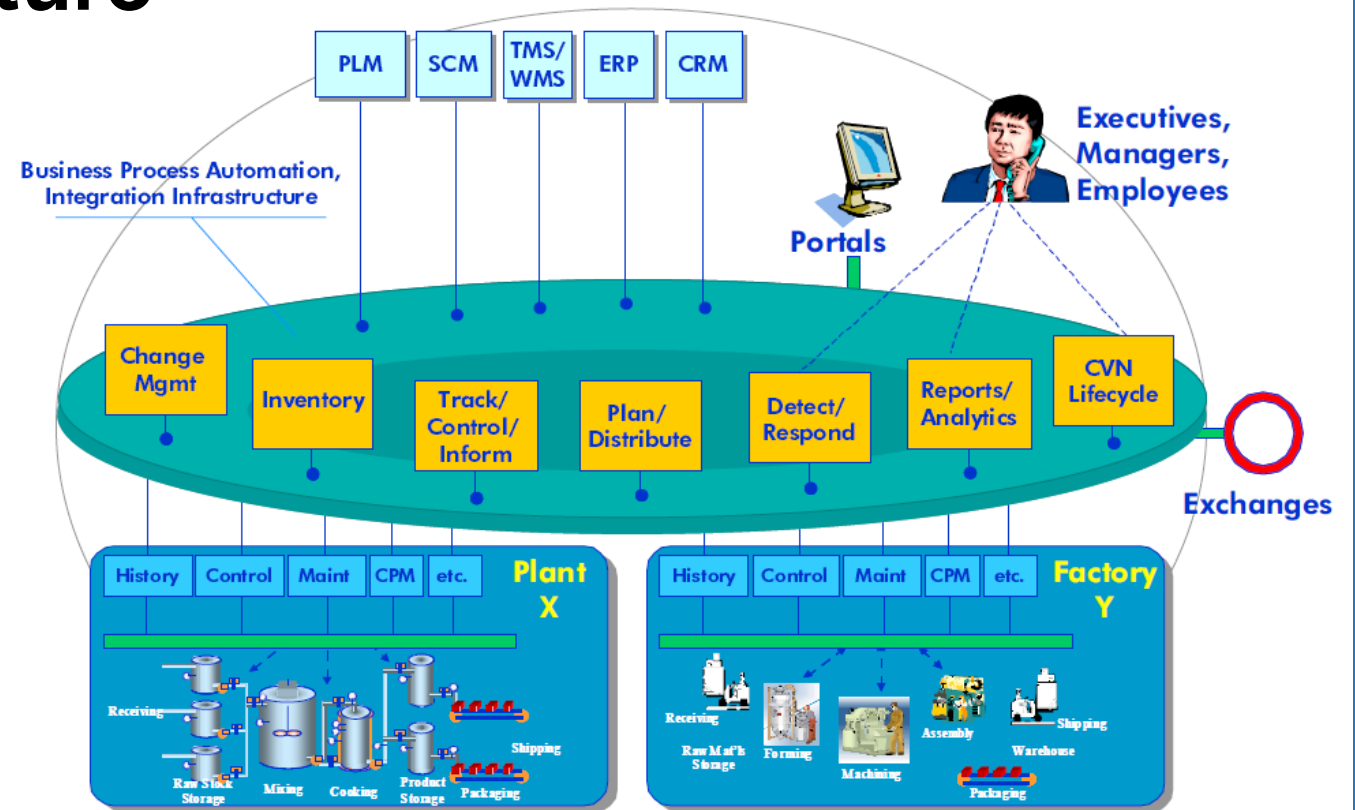 PLM
SCM
TMS/
WMS
ERP
CRM
Executives,
Managers,
Employees
Business Process Automation,
Integration Infrastructure
Portals
Change
Mgmt
Inventory
Track/
Control/
Inform
Plan/
Distribute
Detect/
Respond
Reports/
Analytics
CVN
Lifecycle
Exchanges
History
Control
Maint
CPM
etc.
Plant
X
Receiving
Raw Stock
Storage
Mixing
Cooking
Product
Storage
Shipping
Packaging
History
Control
Maint
CPM
etc.
Factory
Y
Receiving
Raw Mat'ls
Storage
Forming
Machining
Assembly
Shipping
Warehouse
Packaging